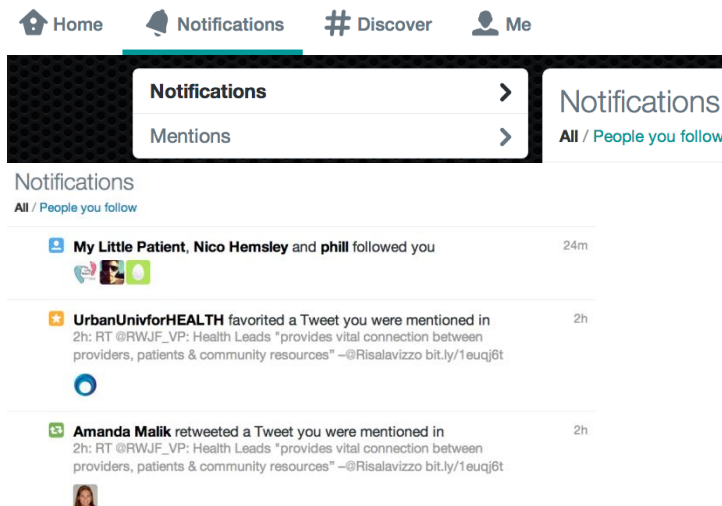 Home Notifications # Discover Me
Notifications
Mentions
Notifications
All / People you follow
Notifications
All / People you follow
My Little Patient, Nico Hemsley and phill followed you 24m
UrbanUnivforHEALTH favorited a Tweet you were mentioned in 2h
2h: RT @RWJF_VP: Health Leads "provides vital connection between
providers, patients & community resources" –@Risalavizzo bit.ly/1euqj6t
Amanda Malik retweeted a Tweet you were mentioned in 2h
2h: RT @RWJF_VP: Health Leads "provides vital connection between
providers, patients & community resources" –@Risalavizzo bit.ly/1euqj6t